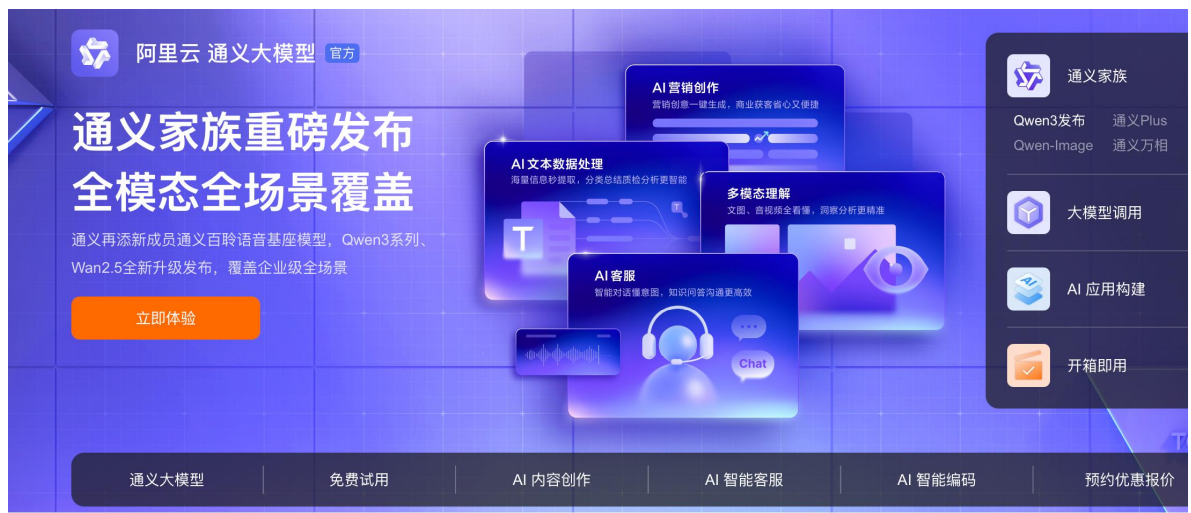 阿里云 通义大模型 官方
通义家族重磅发布
全模态全场景覆盖
通义再添新成员通义百聆语音基座模型，Qwen3系列、
Wan2.5全新升级发布，覆盖企业级全场景
立即体验
AI 营销创作
营销创意一键生成，商业获客省心又便捷
AI 文本数据处理
海量信息秒提取，分类总结质检分析更智能
T
T
多模态理解
文图、音视频全看懂，洞察分析更精准
AI 客服
智能对话懂意图，知识问答沟通更高效
Chat
通义家族
Qwen3发布 通义Plus
Qwen-Image 通义万相
大模型调用
AI 应用构建
开箱即用
通义大模型 免费试用 AI 内容创作 AI 智能客服 AI 智能编码 预约优惠报价